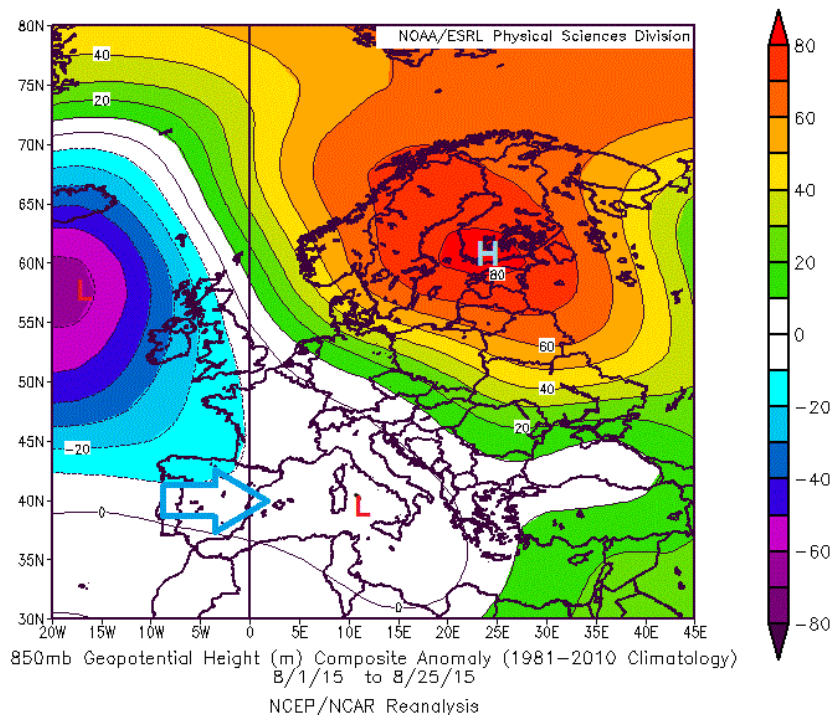 NOAA/ESRL Physical Sciences Division
80N
75N
70N
65N
60N
55N
50N
45N
40N
35N
30N
40
20
-20
0
L
H
80
60
40
20
L
0
20W
15W
10W
5W
0
5E
10E
15E
20E
25E
30E
35E
40E
45E
80
60
40
20
0
-20
-40
-60
-80
850mb Geopotential Height (m) Composite Anomaly (1981-2010 Climatology)
8/1/15 to 8/25/15
NCEP/NCAR Reanalysis